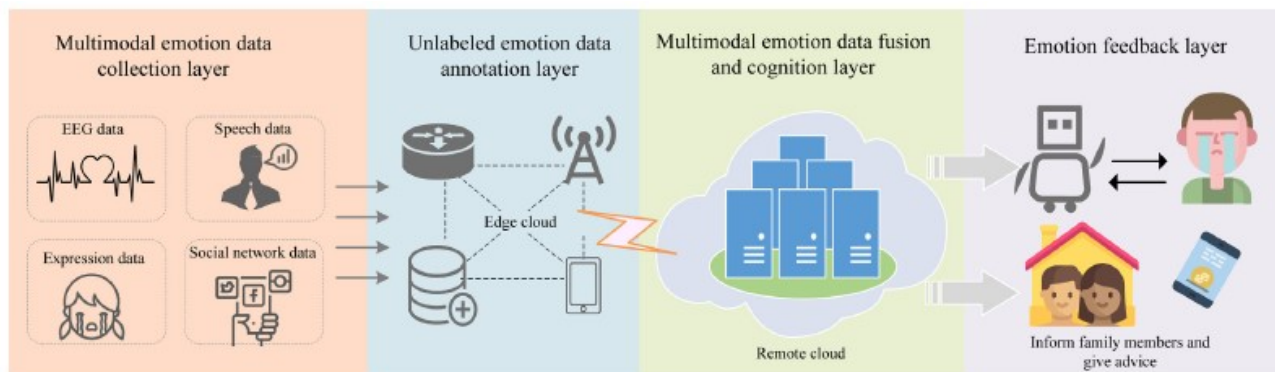 Multimodal emotion data
collection layer
EEG data
Speech data
Expression data
Social network data
Unlabeled emotion data
annotation layer
Edge cloud
Multimodal emotion data fusion
and cognition layer
Remote cloud
Emotion feedback layer
Inform family members and
give advice